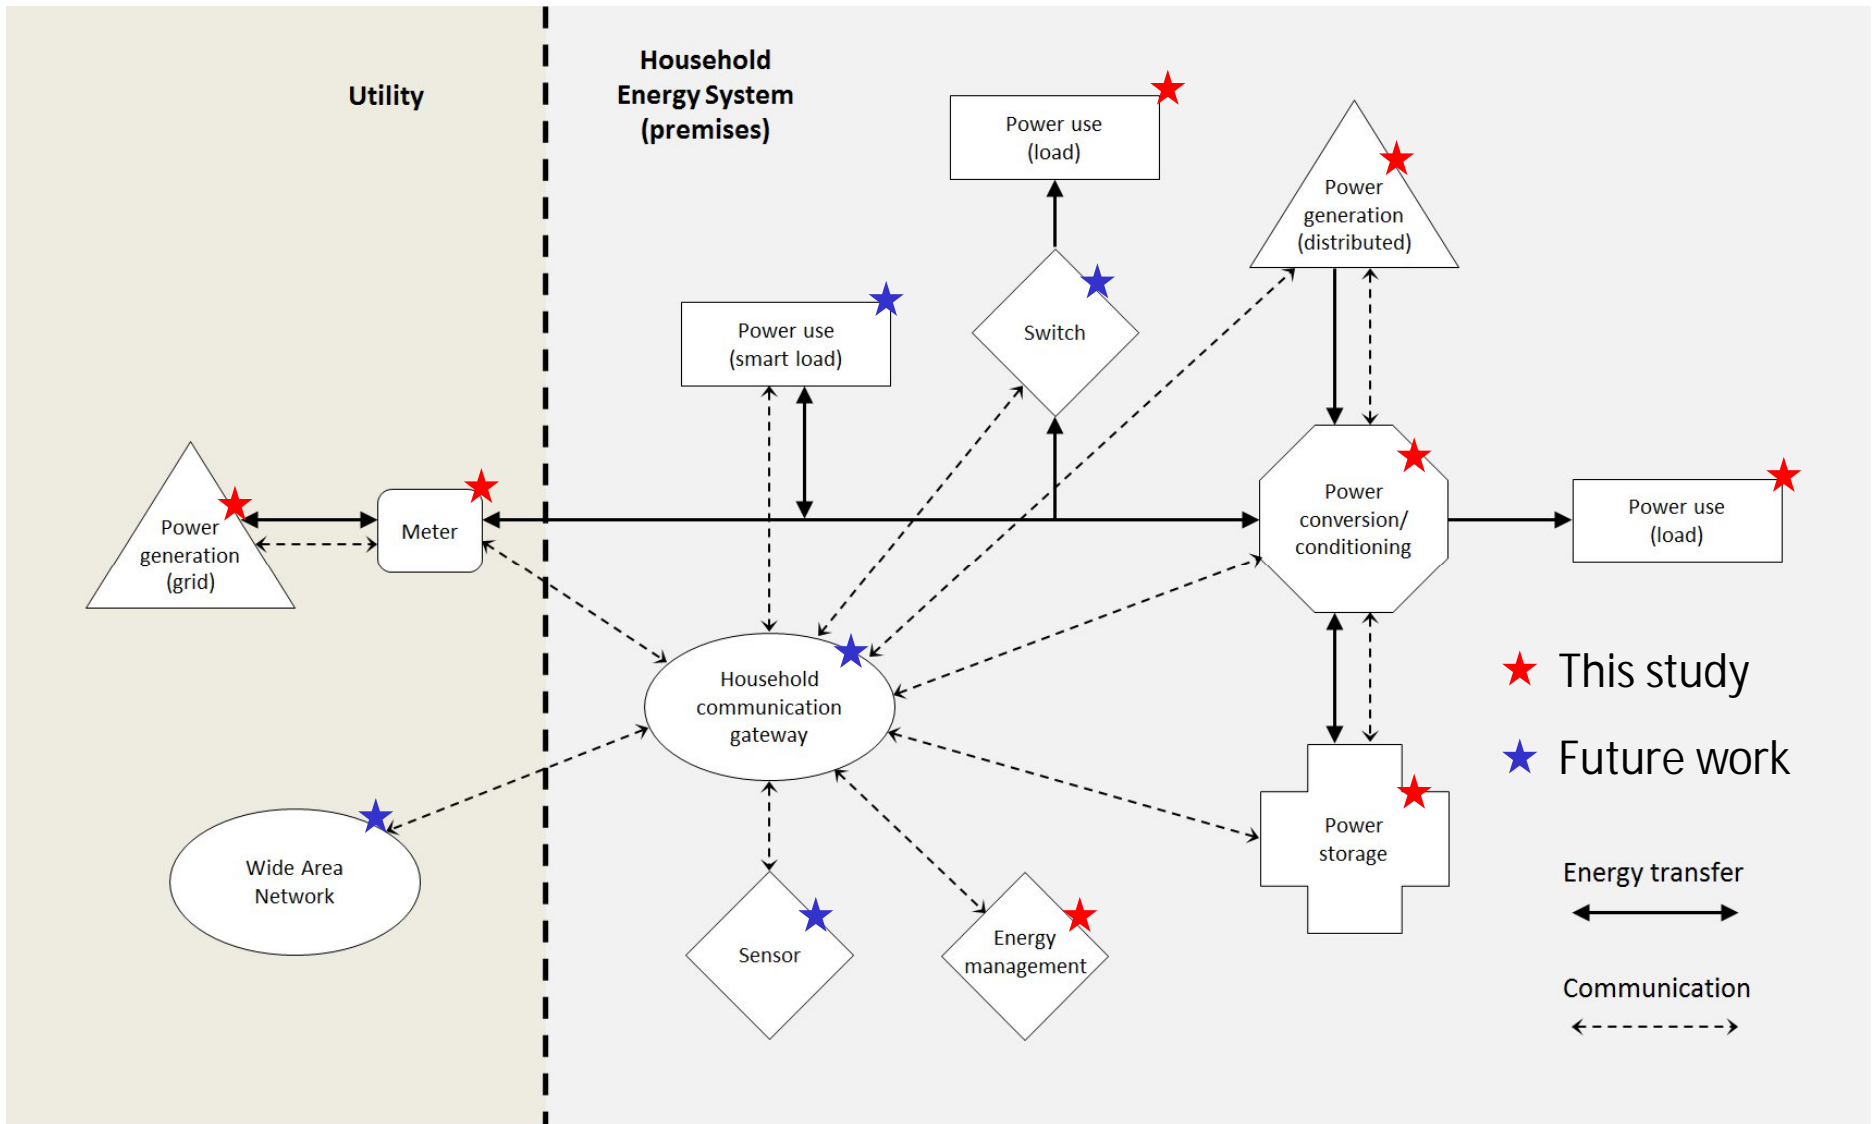 Utility
Household
Energy System
(premises)
Power use
(load)
Power
generation
(distributed)
Power use
(smart load)
Switch
Power
generation
(grid)
Meter
Power
conversion/
conditioning
Power use
(load)
Household
communication
gateway
This study
Future work
Wide Area
Network
Power
storage
Sensor
Energy
management
Energy transfer
Communication